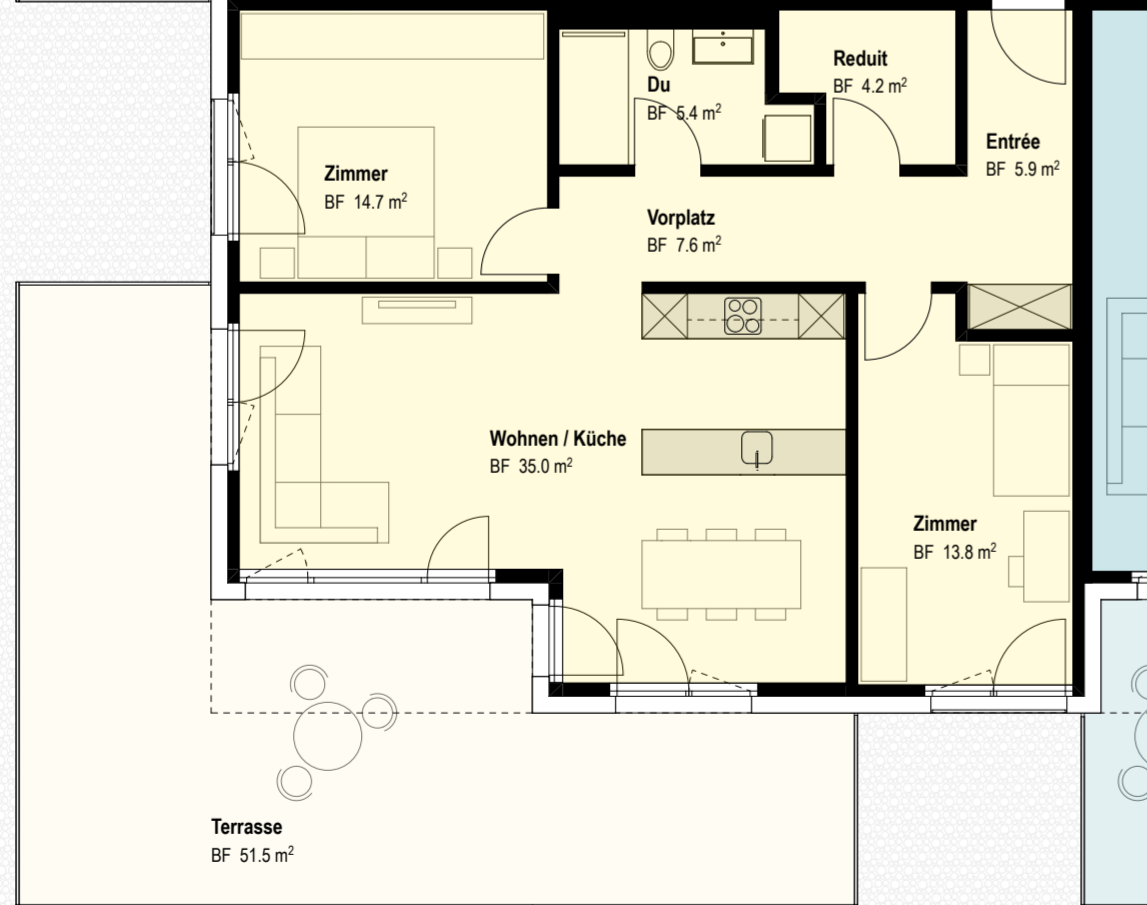 Reduit
BF 4.2 m²
Du
BF 5.4 m²
Entrée
BF 5.9 m²
Zimmer
BF 14.7 m²
Vorplatz
BF 7.6 m²
Wohnen / Küche
BF 35.0 m²
Zimmer
BF 13.8 m²
Terrasse
BF 51.5 m²